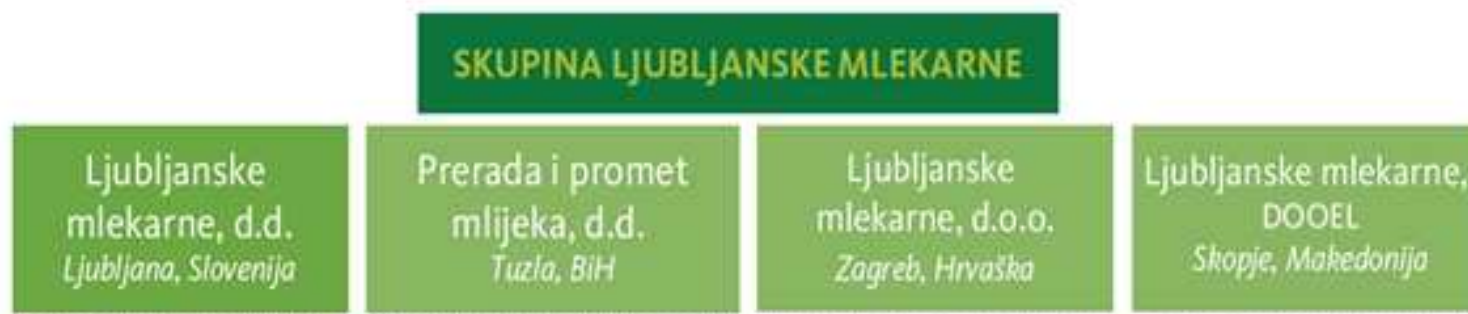 SKUPINA LJUBLJANSKE MLEKARNE
Ljubljanske
mlekarne, d.d.
Ljubljana, Slovenija
Prerada i promet
mlijeka, d.d.
Tuzla, BiH
Ljubljanske
mlekarne, d.o.o.
Zagreb, Hrvaška
Ljubljanske mlekarne,
DOOEL
Skopje, Makedonija